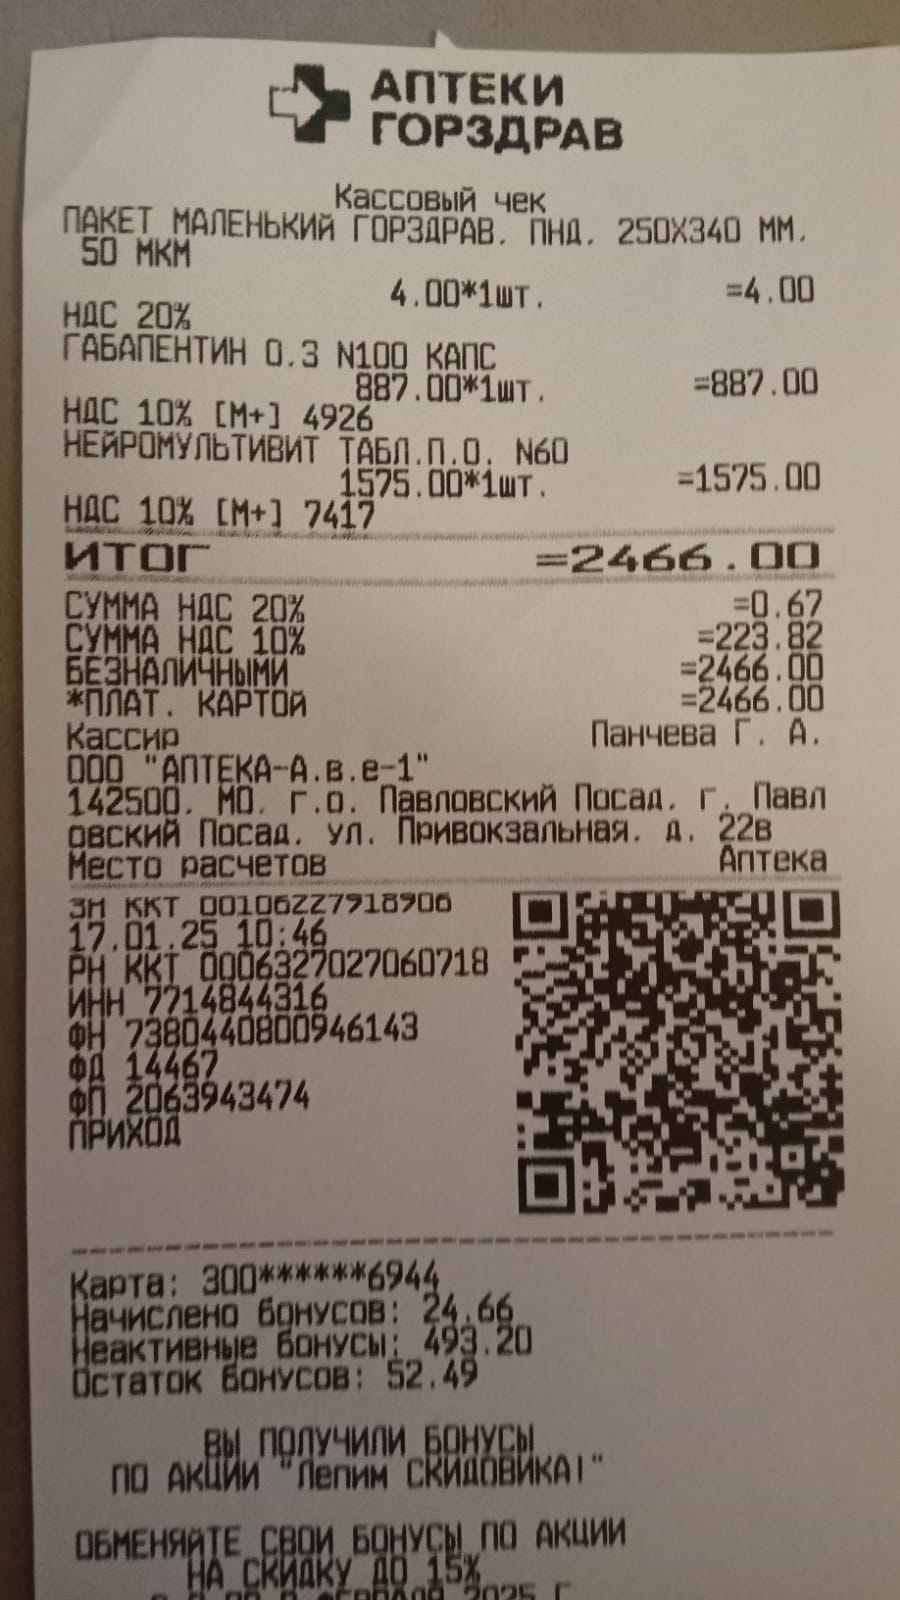 АПТЕКИ
ГОРЗДРАВ
Кассовый чек
ПАКЕТ МАЛЕНЬКИЙ ГОРЗДРАВ. ПНД. 250Х340 ММ.
50 МКМ
4.00*1шт. =4.00
НДС 20%
ГАБАПЕНТИН 0.3 N100 КАПС
887.00*1шт. =887.00
НДС 10% [М+] 4926
НЕЙРОМУЛЬТИВИТ ТАБЛ.П.О. N60
1575.00*1шт. =1575.00
НДС 10% [М+] 7417
ИТОГ =2466.00
СУММА НДС 20% =0.67
СУММА НДС 10% =223.82
БЕЗНАЛИЧНЫМИ =2466.00
*ПЛАТ. КАРТОЙ =2466.00
Кассир Панчева Г. А.
ООО "АПТЕКА-А.в.е-1"
142500. МО. г.о. Павловский Посад. г. Павл
овский Посад. ул. Привокзальная. д. 22в
Место расчетов Аптека
ЗН ККТ 00106227918906
17.01.25 10:46
РН ККТ 0006327027060718
ИНН 7714844316
ФН 7380440800946143
ФД 14467
ФП 2063943474
ПРИХОД
Карта: 300******6944
Начислено бонусов: 24.66
Неактивные бонусы: 493.20
Остаток бонусов: 52.49
ВЫ ПОЛУЧИЛИ БОНУСЫ
ПО АКЦИИ "Лепим СКИДОВИКА!"
ОБМЕНЯЙТЕ СВОИ БОНУСЫ ПО АКЦИИ
НА СКИДКУ ДО 15%
ФЕВРАЛЯ 2025 Г